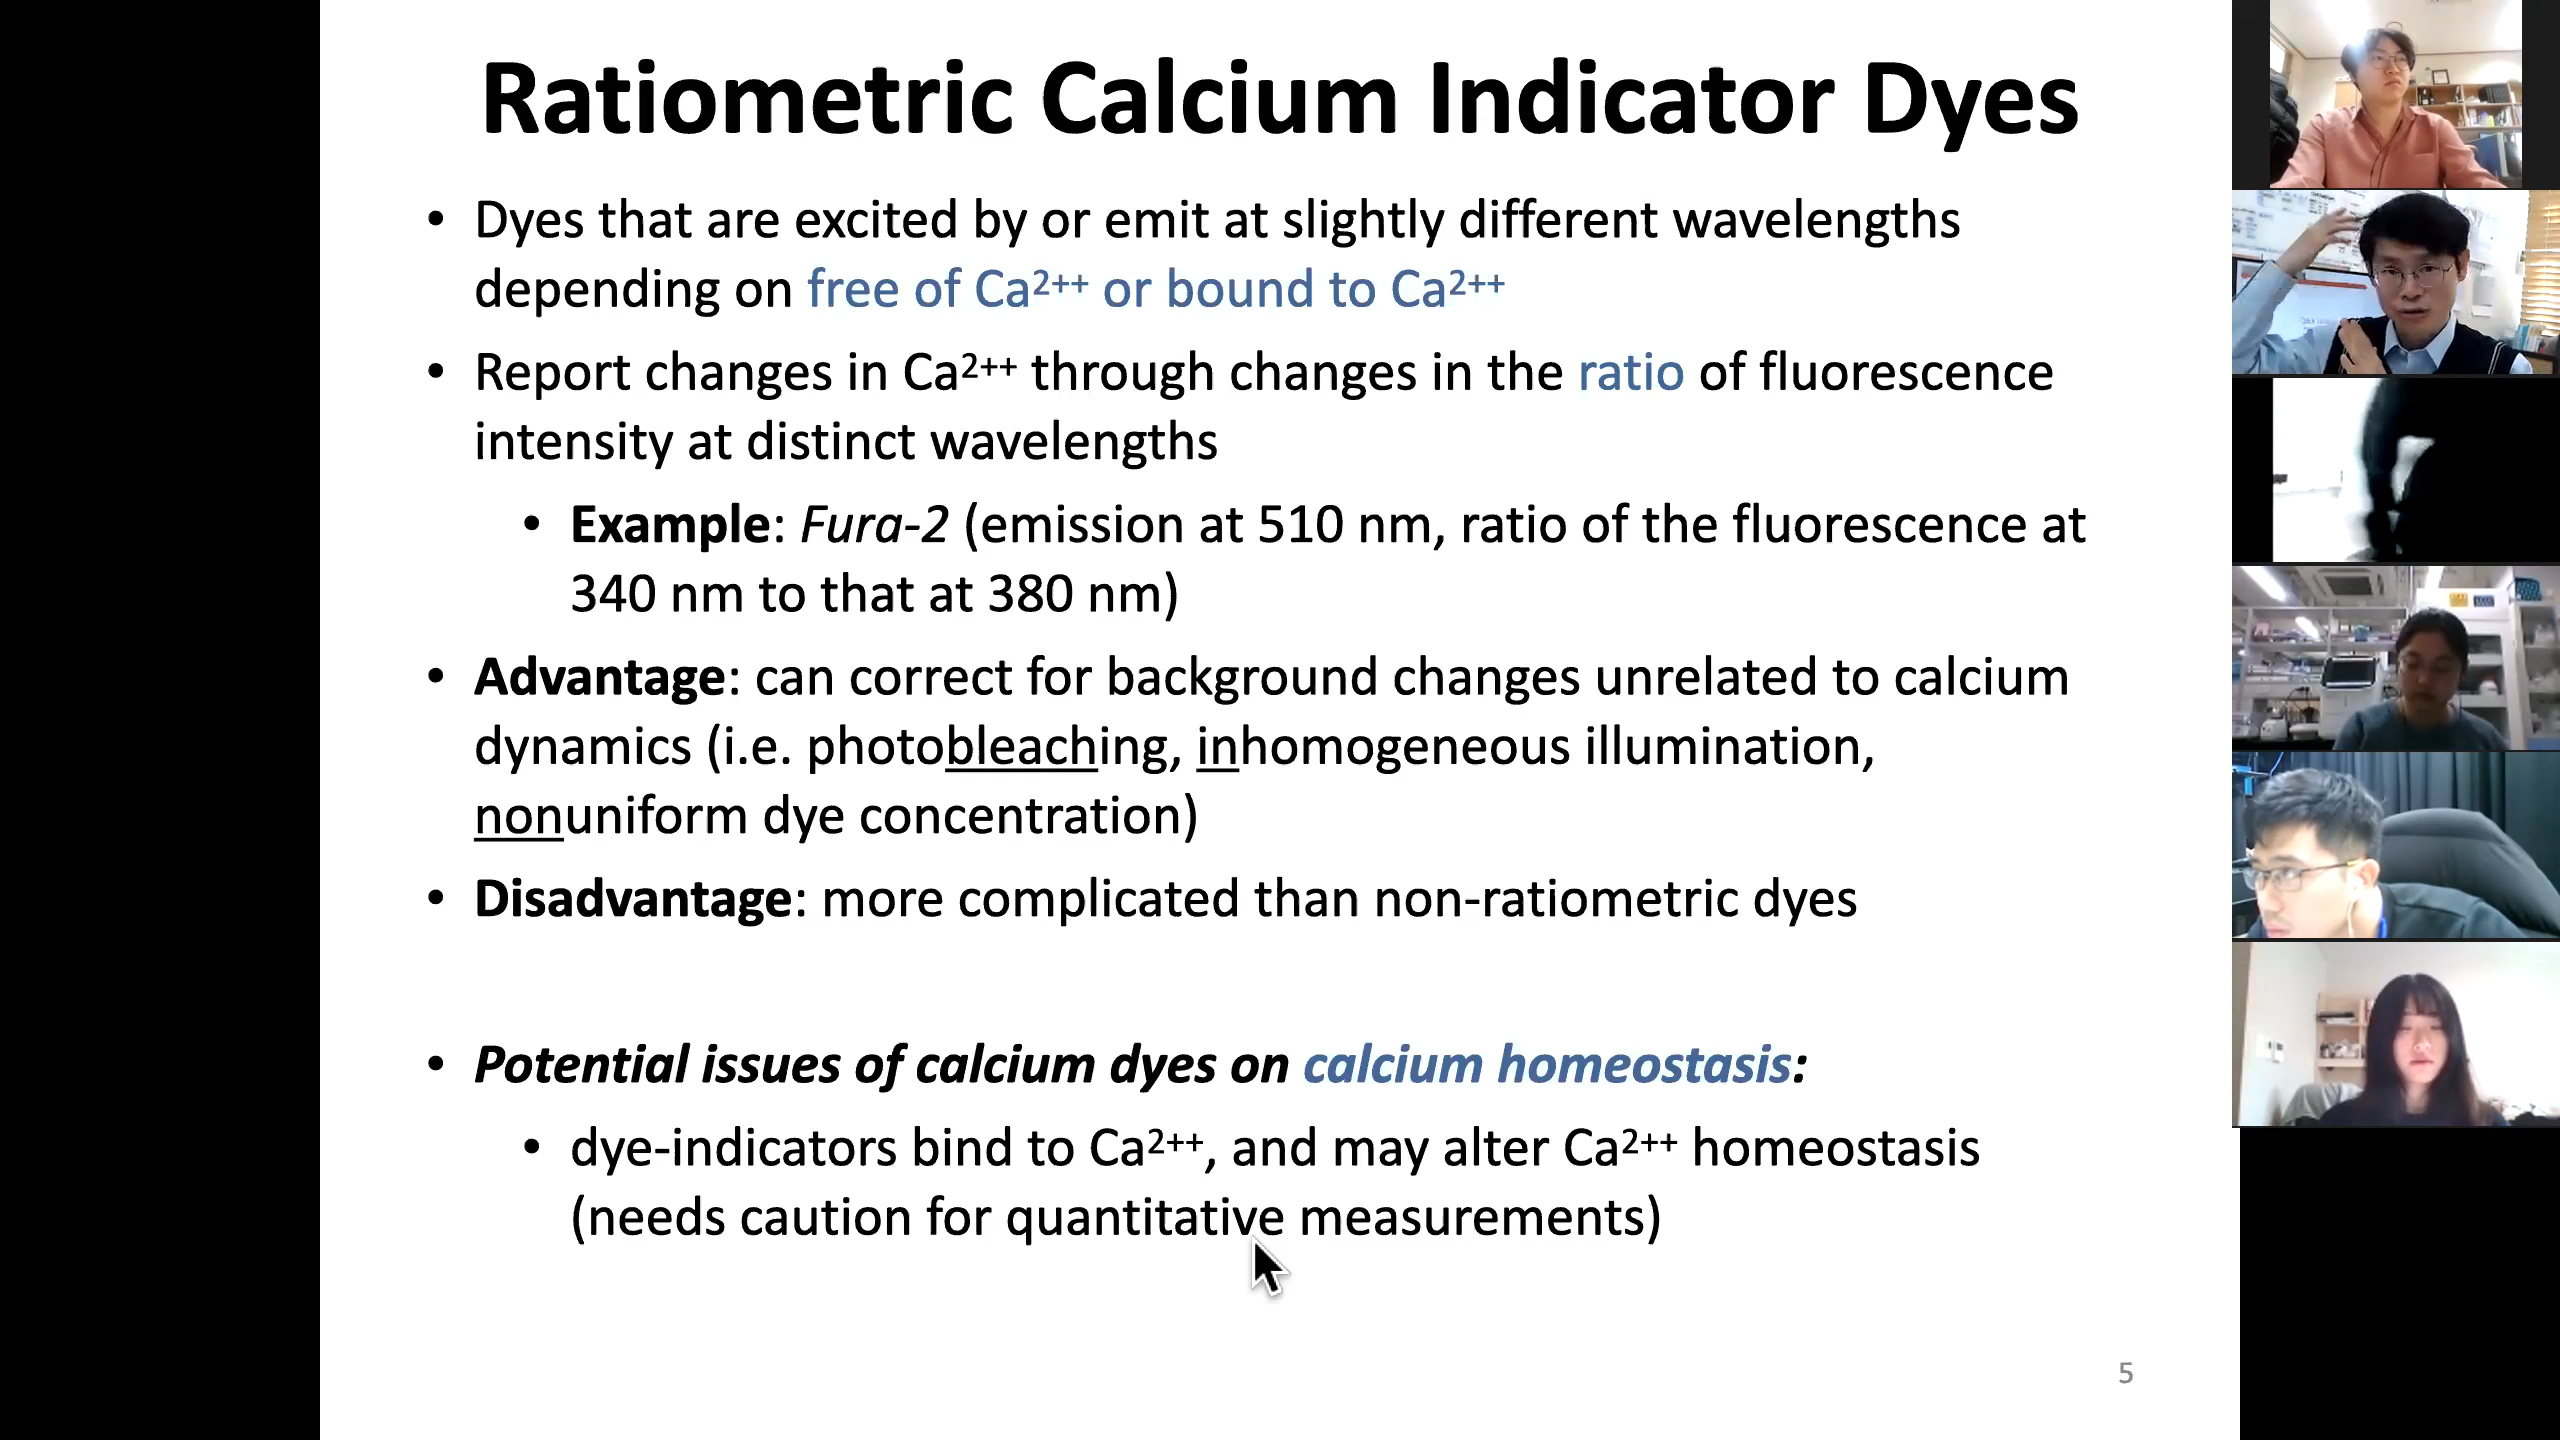 Ratiometric Calcium Indicator Dyes
• Dyes that are excited by or emit at slightly different wavelengths
depending on free of Ca²⁺⁺ or bound to Ca²⁺⁺
• Report changes in Ca²⁺⁺ through changes in the ratio of fluorescence
intensity at distinct wavelengths
• Example: Fura-2 (emission at 510 nm, ratio of the fluorescence at
340 nm to that at 380 nm)
• Advantage: can correct for background changes unrelated to calcium
dynamics (i.e. photobleaching, inhomogeneous illumination,
nonuniform dye concentration)
• Disadvantage: more complicated than non-ratiometric dyes
• Potential issues of calcium dyes on calcium homeostasis:
• dye-indicators bind to Ca²⁺⁺, and may alter Ca²⁺⁺ homeostasis
(needs caution for quantitative measurements)
5